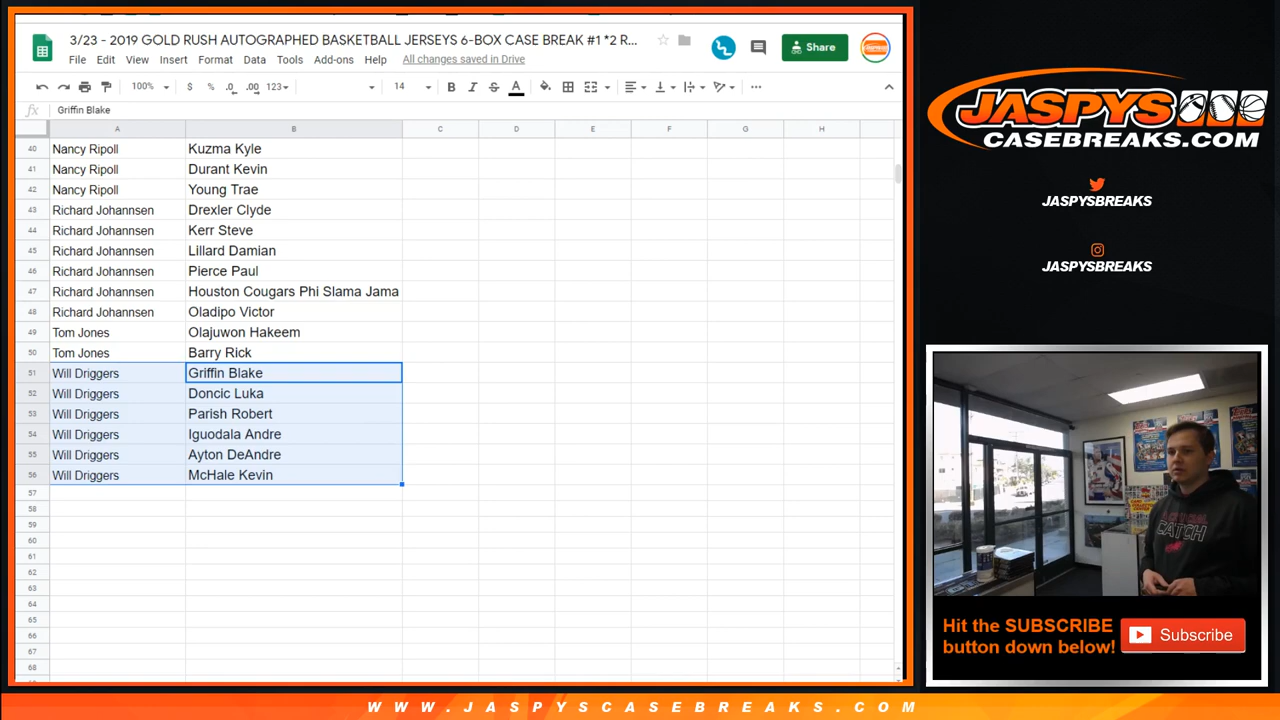 3/23 - 2019 GOLD RUSH AUTOGRAPHED BASKETBALL JERSEYS 6-BOX CASE BREAK #1 *2 R...
Share
File Edit View Insert Format Data Tools Add-ons Help All changes saved in Drive
100% $ % .0 .00 123 14 B I S A
fx Griffin Blake
A B C D E F G H
40 Nancy Ripoll Kuzma Kyle
41 Nancy Ripoll Durant Kevin
42 Nancy Ripoll Young Trae
43 Richard Johannsen Drexler Clyde
44 Richard Johannsen Kerr Steve
45 Richard Johannsen Lillard Damian
46 Richard Johannsen Pierce Paul
47 Richard Johannsen Houston Cougars Phi Slama Jama
48 Richard Johannsen Oladipo Victor
49 Tom Jones Olajuwon Hakeem
50 Tom Jones Barry Rick
51 Will Driggers Griffin Blake
52 Will Driggers Doncic Luka
53 Will Driggers Parish Robert
54 Will Driggers Iguodala Andre
55 Will Driggers Ayton DeAndre
56 Will Driggers McHale Kevin
57
58
59
60
61
62
63
64
65
66
67
68
JASPYS
CASEBREAKS.COM
JASPYSBREAKS
JASPYSBREAKS
CATCH
Hit the SUBSCRIBE
button down below!
Subscribe
WWW.JASPYSCASEBREAKS.COM